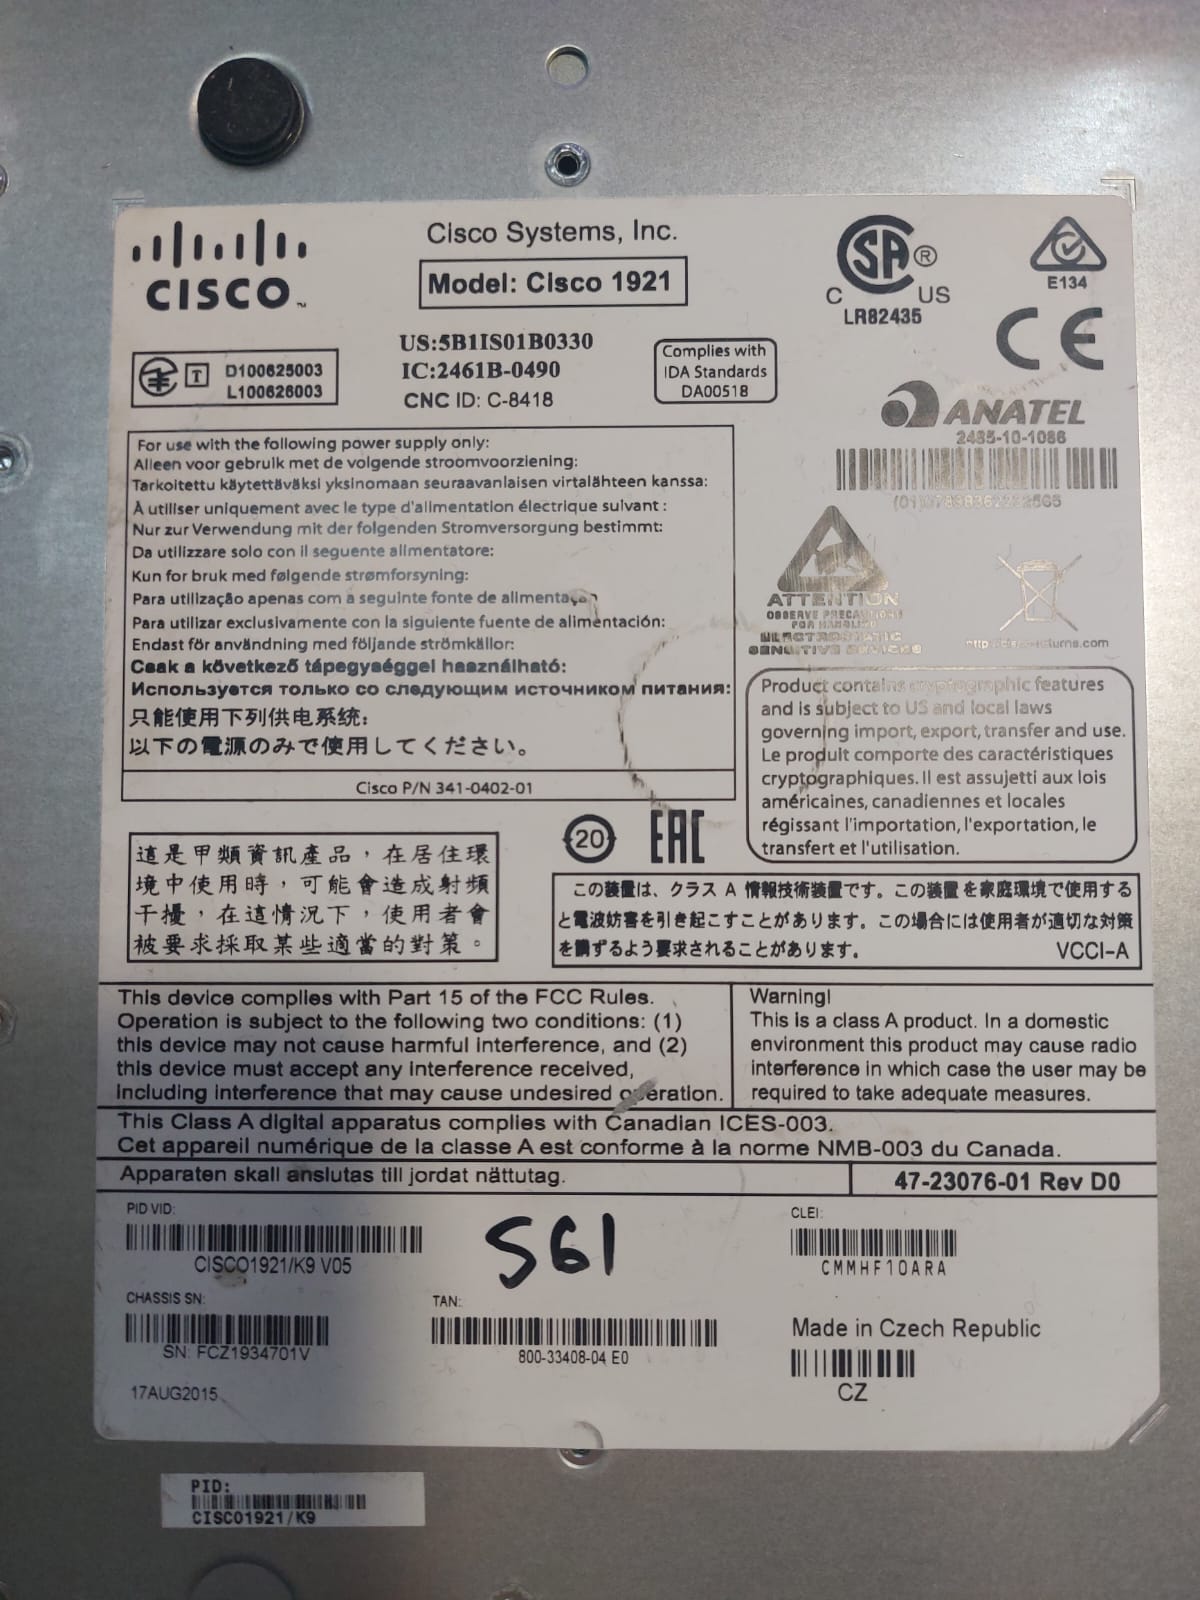 CISCO
Cisco Systems, Inc.
Model: Cisco 1921
US:5B1IS01B0330
IC:2461B-0490
CNC ID: C-8418
T
D100625003
L100626003
Complies with
IDA Standards
DA00518
C US
LR82435
E134
CE
ANATEL
2485-10-1086
For use with the following power supply only:
Alleen voor gebruik met de volgende stroomvoorziening:
Tarkoitettu käytettäväksi yksinomaan seuraavanlaisen virtalähteen kanssa:
À utiliser uniquement avec le type d'alimentation électrique suivant :
Nur zur Verwendung mit der folgenden Stromversorgung bestimmt:
Da utilizzare solo con il seguente alimentatore:
Kun for bruk med følgende strømforsyning:
Para utilização apenas com a seguinte fonte de alimentação
Para utilizar exclusivamente con la siguiente fuente de alimentación:
Endast för användning med följande strömkällor:
Csak a következő tápegységgel használható:
Используется только со следующим источником питания:
只能使用下列供电系统:
以下の電源のみで使用してください。
Cisco P/N 341-0402-01
ATTENTION
OBSERVE PRECAUTIONS
FOR HANDLING
ELECTROSTATIC
SENSITIVE DEVICES
Product contains cryptographic features
and is subject to US and local laws
governing import, export, transfer and use.
Le produit comporte des caractéristiques
cryptographiques. Il est assujetti aux lois
américaines, canadiennes et locales
régissant l'importation, l'exportation, le
transfert et l'utilisation.
這是甲類資訊產品，在居住環
境中使用時，可能會造成射頻
干擾，在這情況下，使用者會
被要求採取某些適當的對策。
20
EAC
この装置は、クラス A 情報技術装置です。この装置を家庭環境で使用する
と電波妨害を引き起こすことがあります。この場合には使用者が適切な対策
を講ずるよう要求されることがあります。 VCCI-A
This device complies with Part 15 of the FCC Rules.
Operation is subject to the following two conditions: (1)
this device may not cause harmful interference, and (2)
this device must accept any interference received,
including interference that may cause undesired operation.
Warning!
This is a class A product. In a domestic
environment this product may cause radio
interference in which case the user may be
required to take adequate measures.
This Class A digital apparatus complies with Canadian ICES-003.
Cet appareil numérique de la classe A est conforme à la norme NMB-003 du Canada.
Apparaten skall anslutas till jordat nättutag.
47-23076-01 Rev D0
PID VID:
CISCO1921/K9 V05
S61
CLEI:
CMMHF10ARA
CHASSIS SN:
SN: FCZ1934701V
TAN:
800-33408-04 E0
Made in Czech Republic
CZ
17AUG2015
PID:
CISCO1921/K9